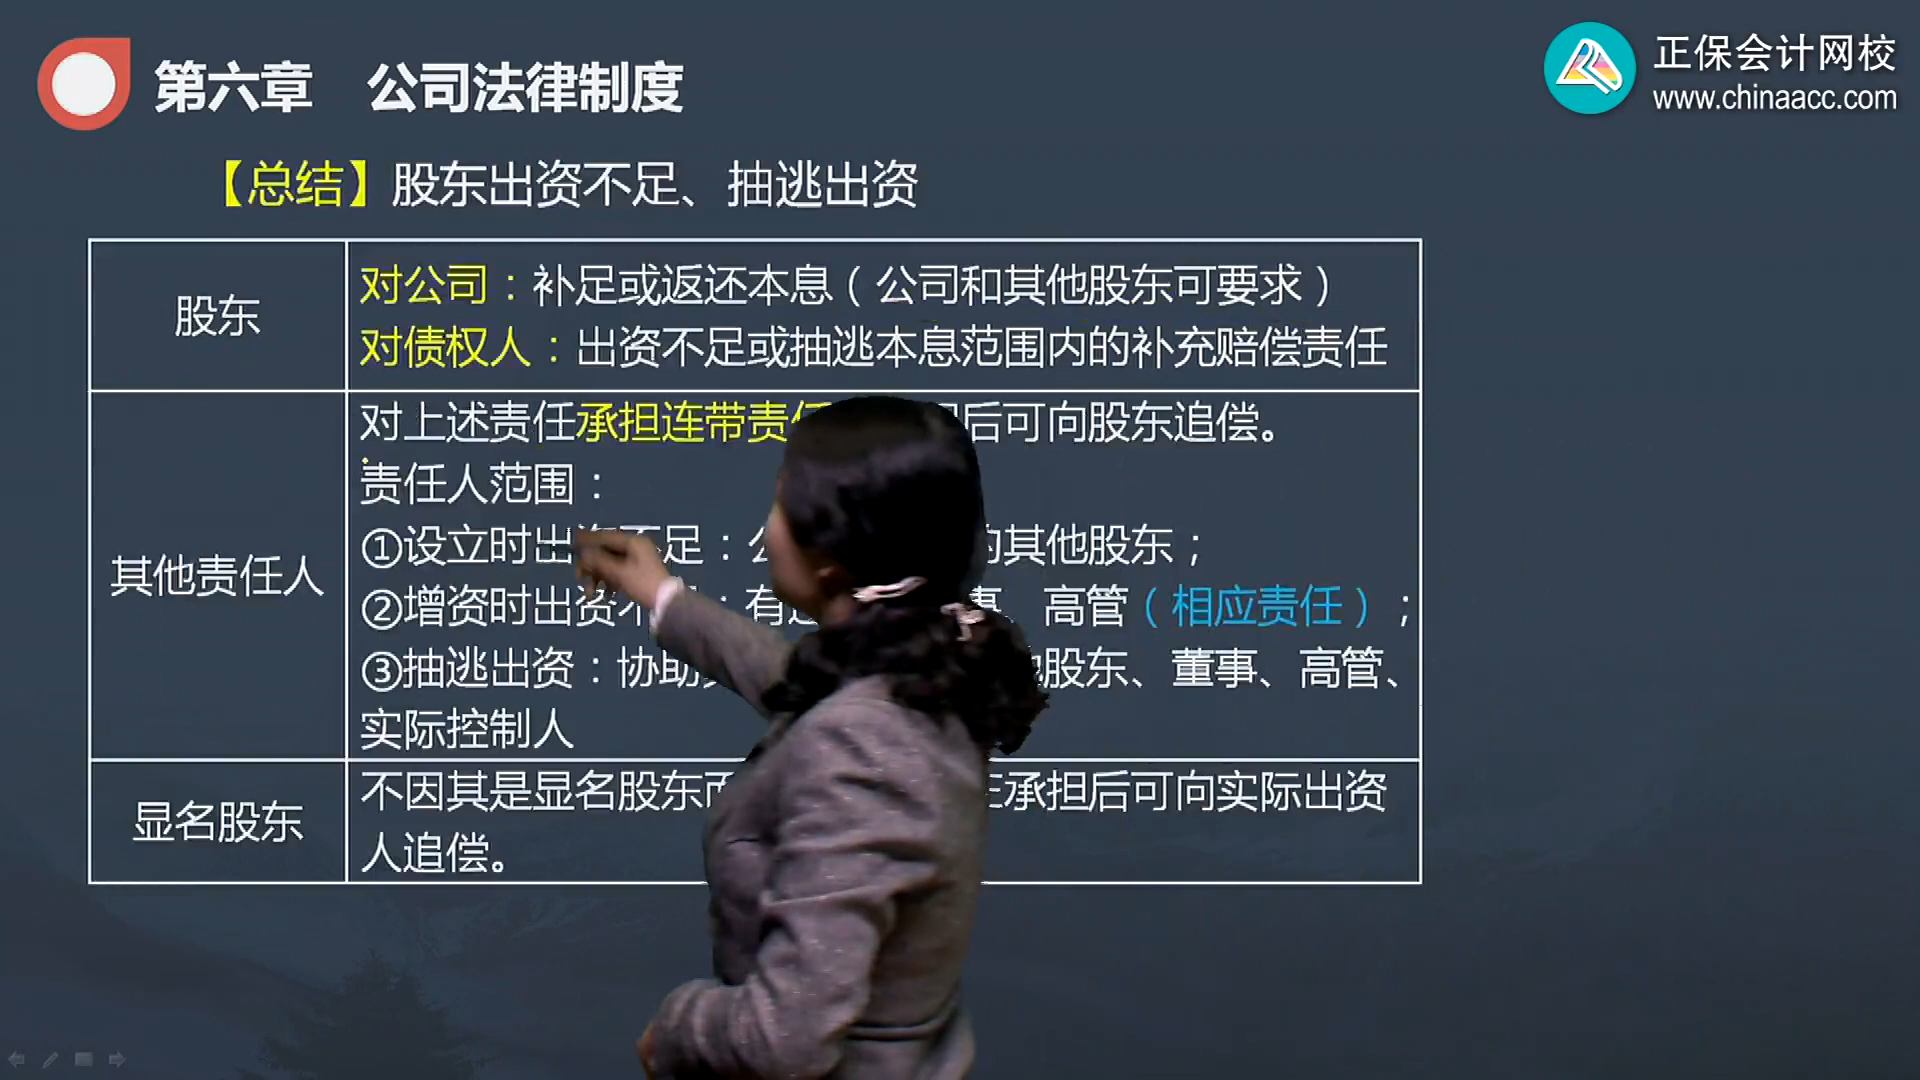 第六章 公司法律制度
正保会计网校
www.chinaacc.com
【总结】股东出资不足、抽逃出资
股东
对公司：补足或返还本息（公司和其他股东可要求）
对债权人：出资不足或抽逃本息范围内的补充赔偿责任
其他责任人
对上述责任承担连带责任 后可向股东追偿。
责任人范围：
①设立时出资不足：公 的其他股东；
②增资时出资不 ：有 、高管（相应责任）；
③抽逃出资：协助 股东、董事、高管、
实际控制人
显名股东
不因其是显名股东而 承担后可向实际出资
人追偿。